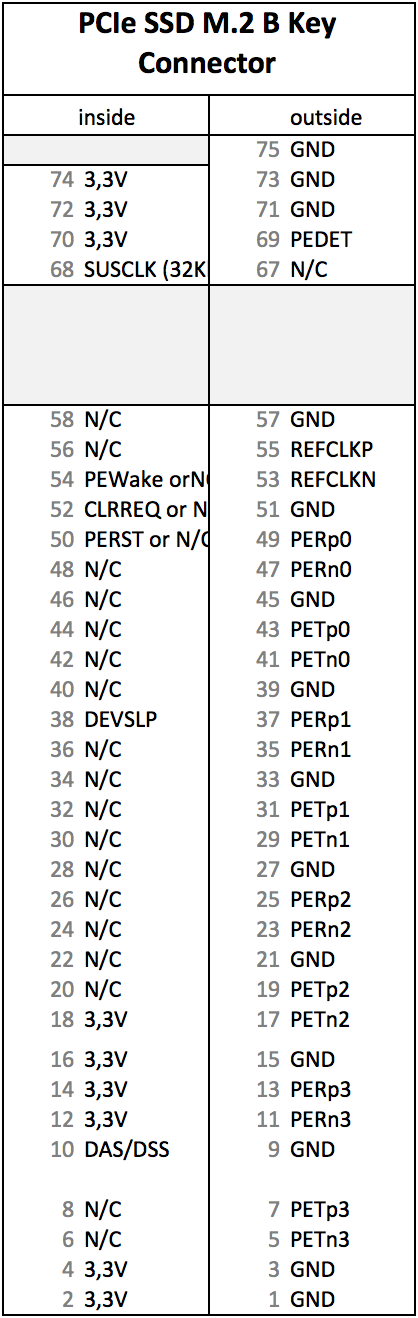 PCIe SSD M.2 B Key
Connector
inside outside
75 GND
74 3,3V 73 GND
72 3,3V 71 GND
70 3,3V 69 PEDET
68 SUSCLK (32K 67 N/C
58 N/C 57 GND
56 N/C 55 REFCLKP
54 PEWake orN 53 REFCLKN
52 CLRREQ or N 51 GND
50 PERST or N/C 49 PERp0
48 N/C 47 PERn0
46 N/C 45 GND
44 N/C 43 PETp0
42 N/C 41 PETn0
40 N/C 39 GND
38 DEVSLP 37 PERp1
36 N/C 35 PERn1
34 N/C 33 GND
32 N/C 31 PETp1
30 N/C 29 PETn1
28 N/C 27 GND
26 N/C 25 PERp2
24 N/C 23 PERn2
22 N/C 21 GND
20 N/C 19 PETp2
18 3,3V 17 PETn2
16 3,3V 15 GND
14 3,3V 13 PERp3
12 3,3V 11 PERn3
10 DAS/DSS 9 GND
8 N/C 7 PETp3
6 N/C 5 PETn3
4 3,3V 3 GND
2 3,3V 1 GND